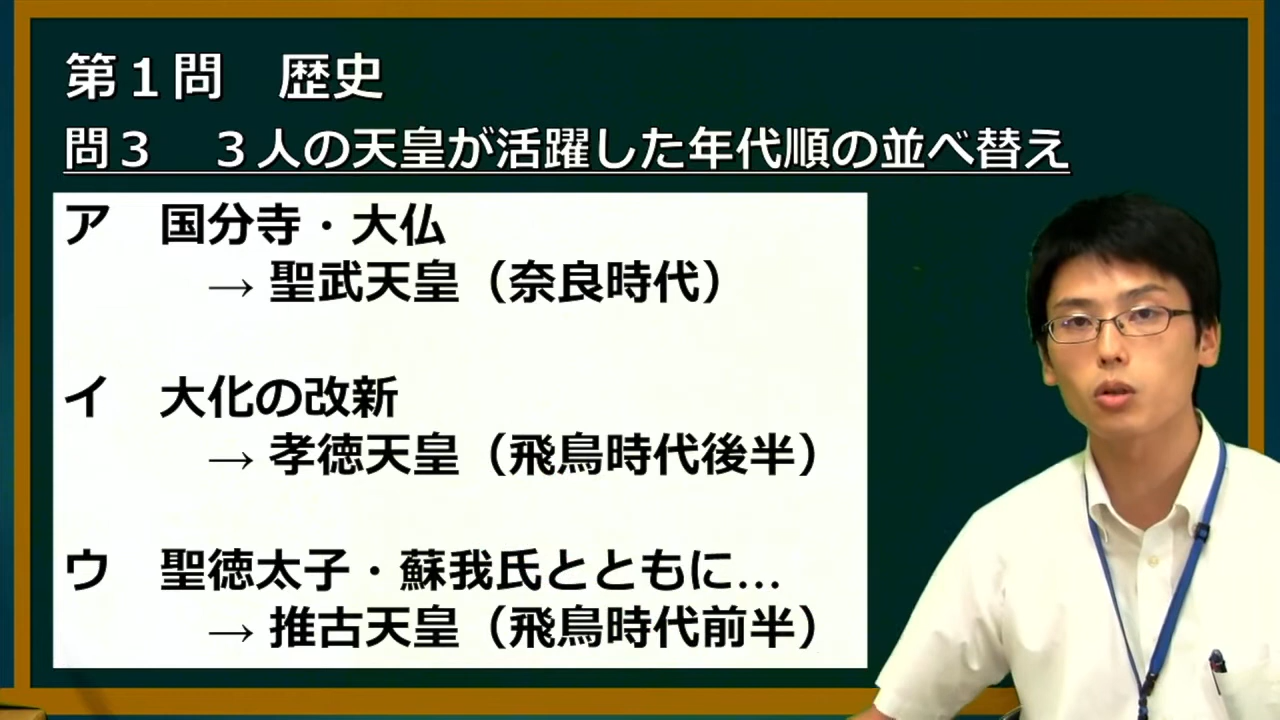 第１問　歴史
問３　３人の天皇が活躍した年代順の並べ替え
ア　国分寺・大仏
→ 聖武天皇（奈良時代）
イ　大化の改新
→ 孝徳天皇（飛鳥時代後半）
ウ　聖徳太子・蘇我氏とともに…
→ 推古天皇（飛鳥時代前半）